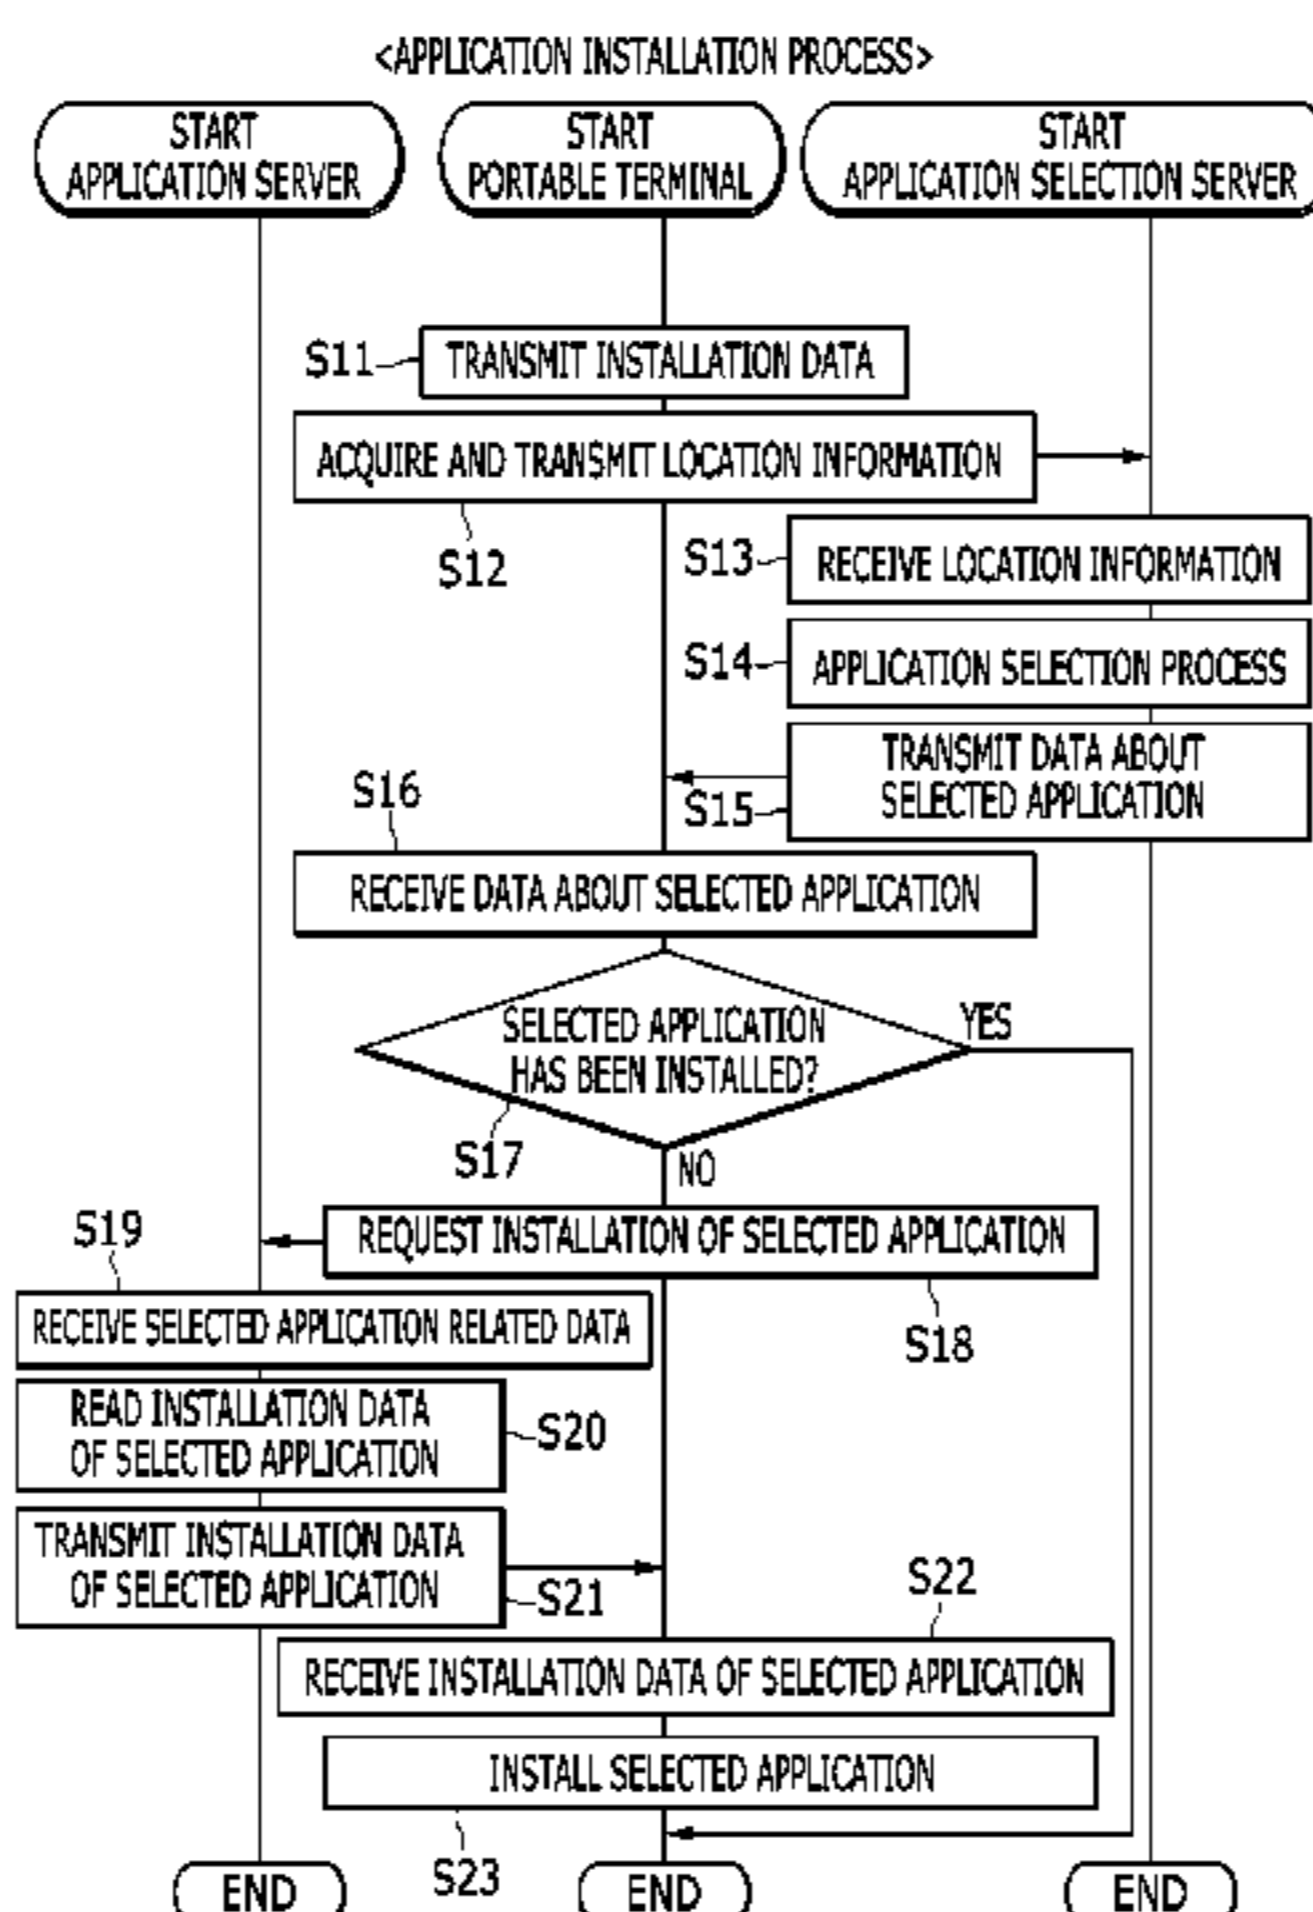 <APPLICATION INSTALLATION PROCESS>
START
APPLICATION SERVER
START
PORTABLE TERMINAL
START
APPLICATION SELECTION SERVER
S11
TRANSMIT INSTALLATION DATA
ACQUIRE AND TRANSMIT LOCATION INFORMATION
S12
S13
RECEIVE LOCATION INFORMATION
S14
APPLICATION SELECTION PROCESS
TRANSMIT DATA ABOUT
SELECTED APPLICATION
S15
S16
RECEIVE DATA ABOUT SELECTED APPLICATION
SELECTED APPLICATION
HAS BEEN INSTALLED?
YES
S17
NO
REQUEST INSTALLATION OF SELECTED APPLICATION
S18
S19
RECEIVE SELECTED APPLICATION RELATED DATA
READ INSTALLATION DATA
OF SELECTED APPLICATION
S20
TRANSMIT INSTALLATION DATA
OF SELECTED APPLICATION
S21
S22
RECEIVE INSTALLATION DATA OF SELECTED APPLICATION
INSTALL SELECTED APPLICATION
S23
END
END
END